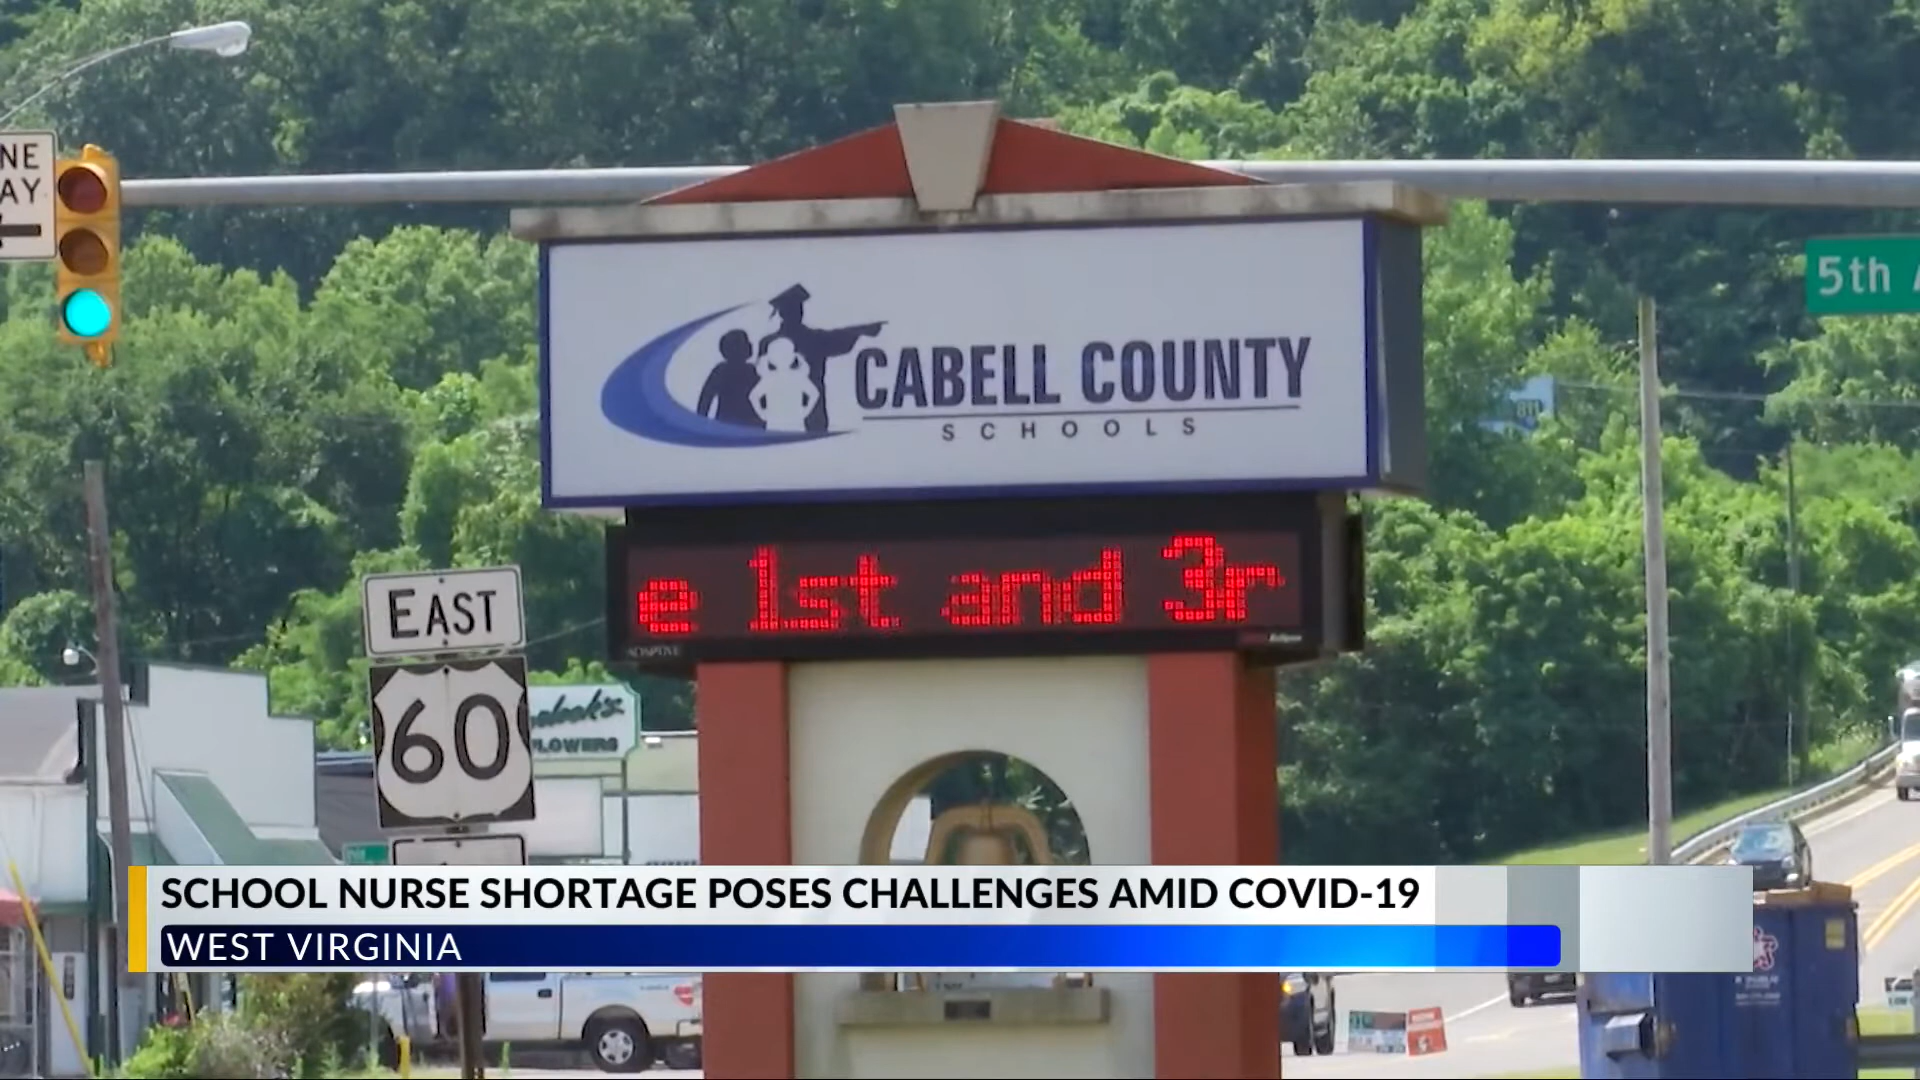 NE
AY
5th
CABELL COUNTY
SCHOOLS
e 1st and 3r
ADAPTIVE
EAST
60
FLOWERS
SCHOOL NURSE SHORTAGE POSES CHALLENGES AMID COVID-19
WEST VIRGINIA